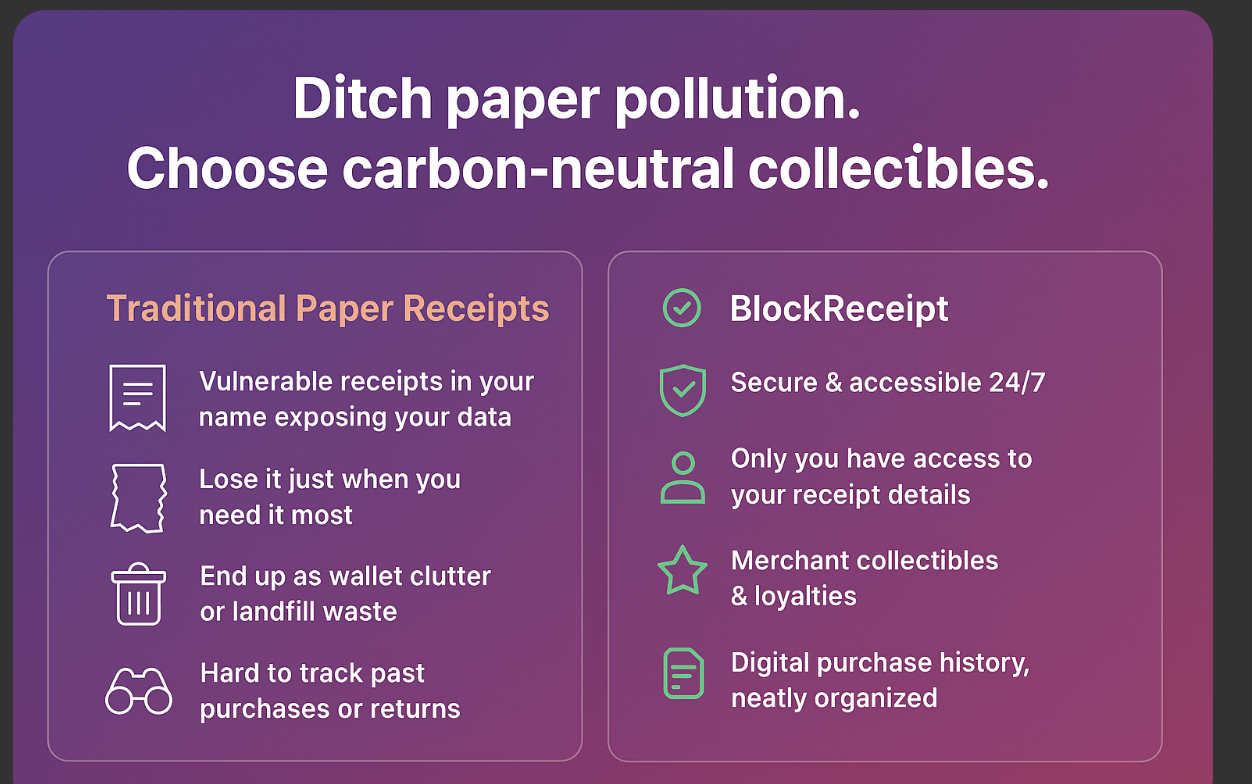 Ditch paper pollution.
Choose carbon-neutral collecibles.
Traditional Paper Receipts
Vulnerable receipts in your
name exposing your data
Lose it just when you
need it most
End up as wallet clutter
or landfill waste
Hard to track past
purchases or returns
BlockReceipt
Secure & accessible 24/7
Only you have access to
your receipt details
Merchant collectibles
& loyalties
Digital purchase history,
neatly organized